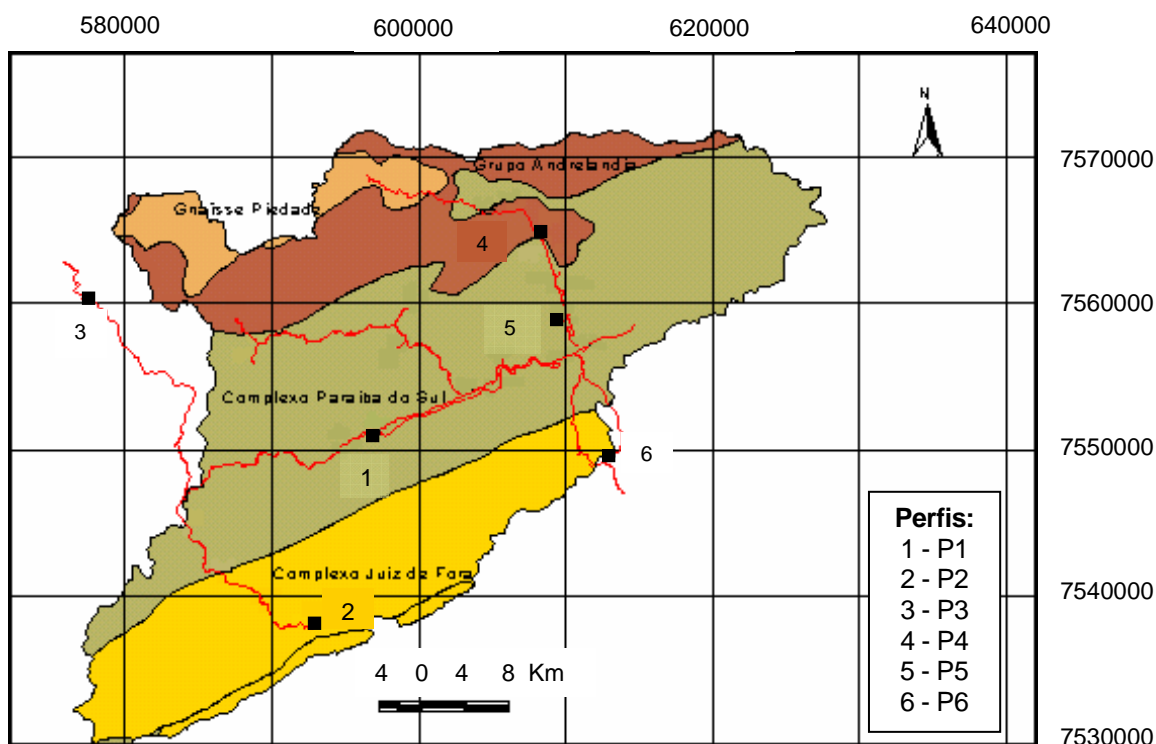 580000 600000 620000 640000
N
7570000
Grupo Andrelandia
Gnaisse Piedade
4
7560000
3
5
Complexo Paraiba do Sul
7550000
6
1
Perfis:
1 - P1
2 - P2
3 - P3
4 - P4
5 - P5
6 - P6
Complexo Juiz de Fora
7540000
2
4 0 4 8 Km
7530000